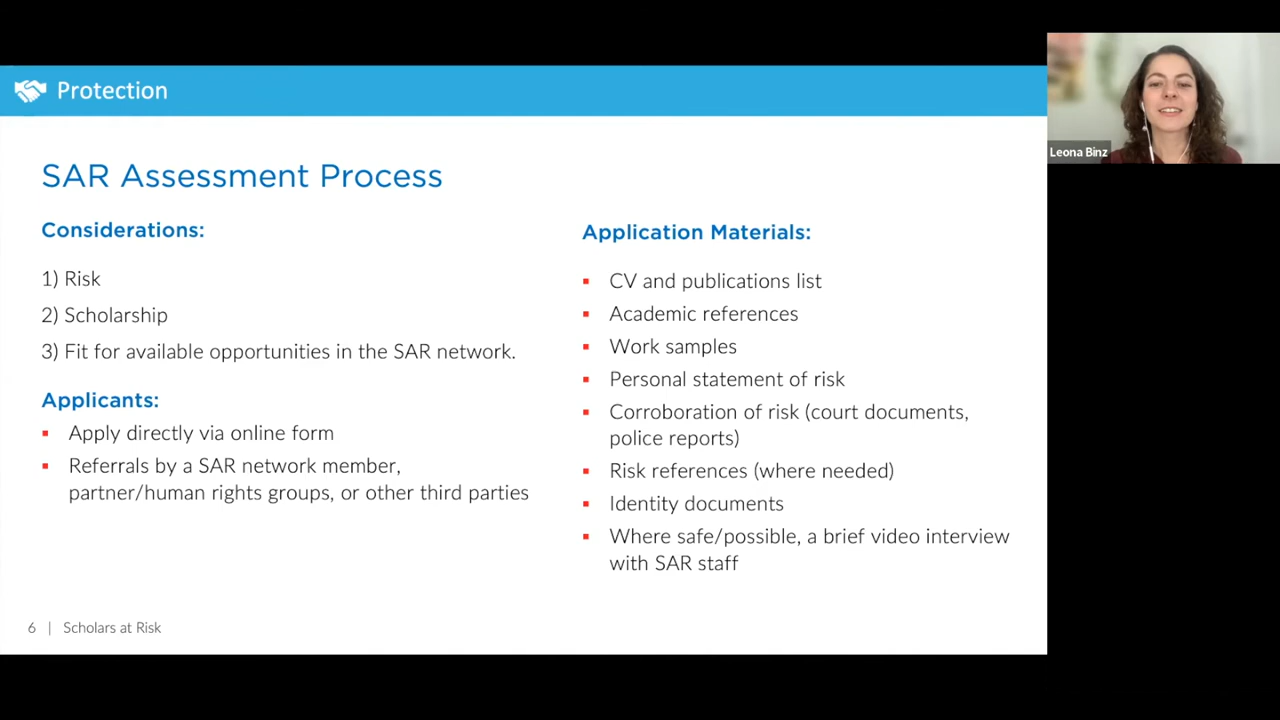 Protection
SAR Assessment Process
Considerations:
1) Risk
2) Scholarship
3) Fit for available opportunities in the SAR network.
Applicants:
▪ Apply directly via online form
▪ Referrals by a SAR network member,
partner/human rights groups, or other third parties
Application Materials:
▪ CV and publications list
▪ Academic references
▪ Work samples
▪ Personal statement of risk
▪ Corroboration of risk (court documents,
police reports)
▪ Risk references (where needed)
▪ Identity documents
▪ Where safe/possible, a brief video interview
with SAR staff
6 | Scholars at Risk
Leona Binz